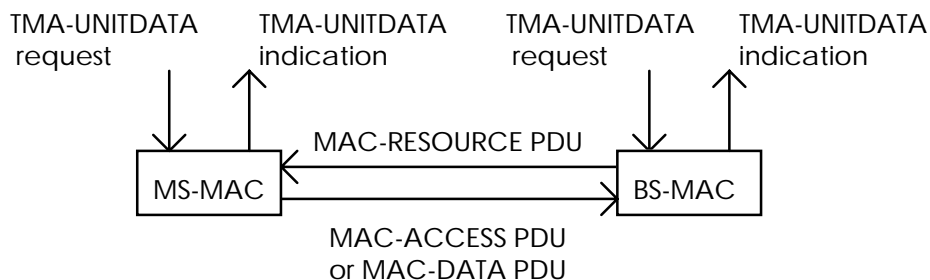 TMA-UNITDATA request
TMA-UNITDATA indication
TMA-UNITDATA request
TMA-UNITDATA indication
MAC-RESOURCE PDU
MS-MAC
BS-MAC
MAC-ACCESS PDU
or MAC-DATA PDU